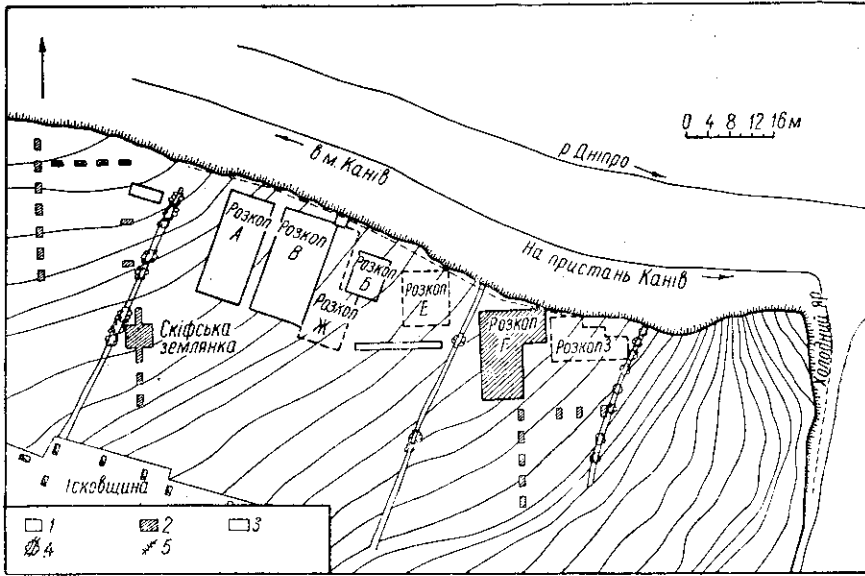 0 4 8 12 16 м
р Дніпро
в м. Канів
На пристань Канів
Холодний яр
Розкоп
А
Розкоп
В
Розкоп
Б
Розкоп
Е
Розкоп
Ж
Розкоп
Г
Розкоп З
Скіфська
землянка
Ісковщина
1 2 3
4 5